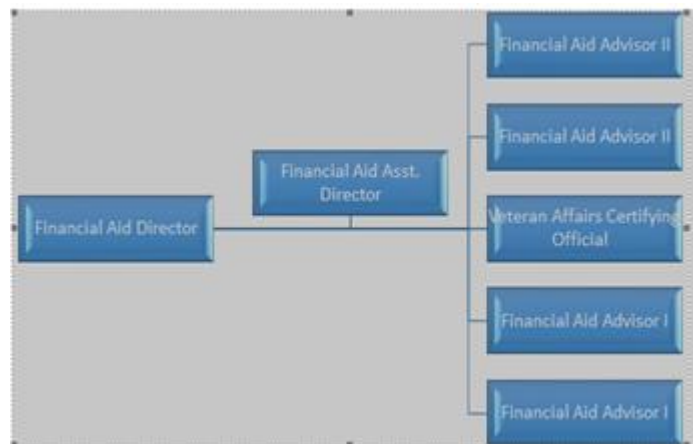 Financial Aid Director
Financial Aid Asst.
Director
Financial Aid Advisor II
Financial Aid Advisor II
Veteran Affairs Certifying
Official
Financial Aid Advisor I
Financial Aid Advisor I